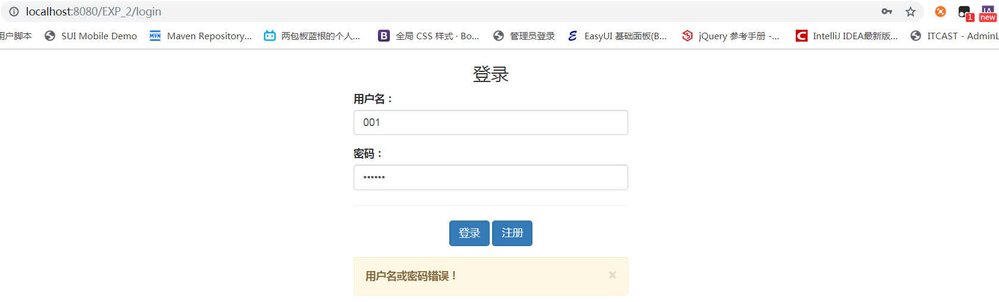 localhost:8080/EXP_2/login
1
new
用户脚本 SUI Mobile Demo Maven Repository... 两包板蓝根的个人... 全局 CSS 样式 · Bo... 管理员登录 EasyUI 基础面板(B... jQuery 参考手册 -... IntelliJ IDEA最新版... ITCAST - AdminL
登录
用户名：
001
密码：
••••••
登录 注册
用户名或密码错误！ ×